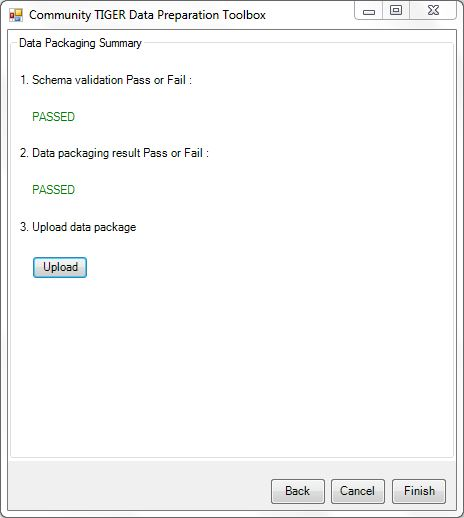 Community TIGER Data Preparation Toolbox
Data Packaging Summary
1. Schema validation Pass or Fail :
PASSED
2. Data packaging result Pass or Fail :
PASSED
3. Upload data package
Upload
Back Cancel Finish